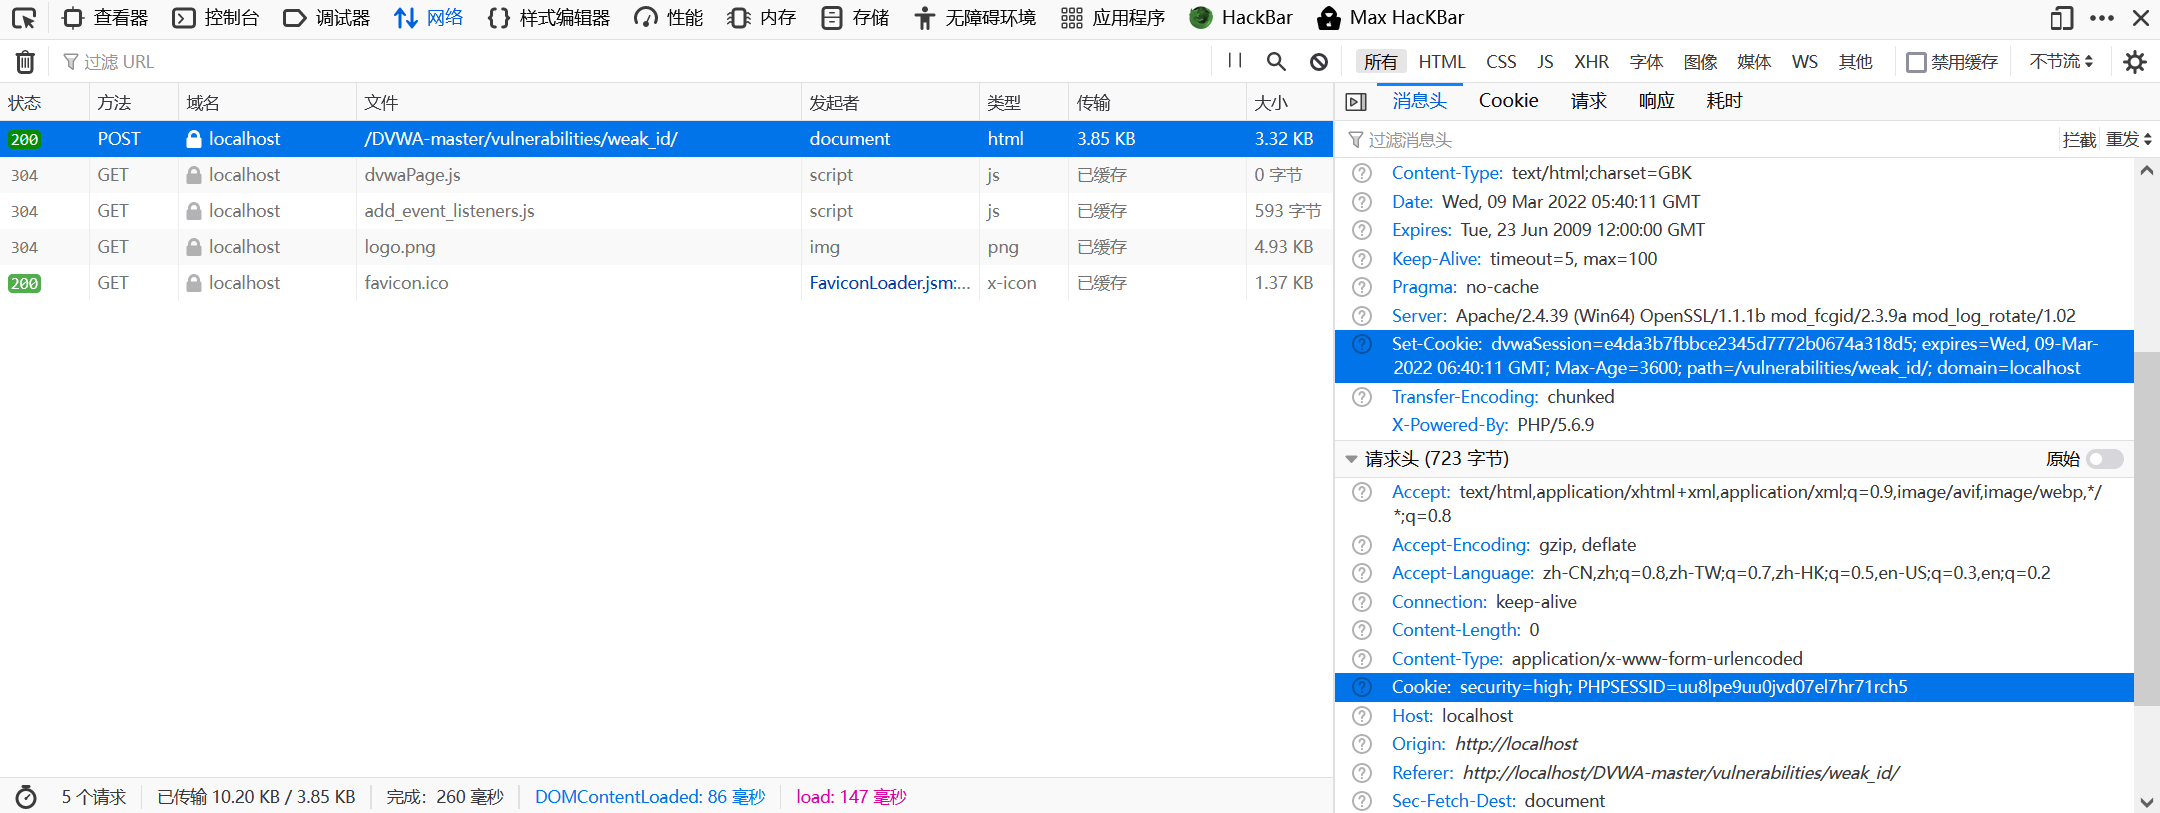 查看器 控制台 调试器 网络 样式编辑器 性能 内存 存储 无障碍环境 应用程序 HackBar Max HacKBar
过滤 URL 所有 HTML CSS JS XHR 字体 图像 媒体 WS 其他 禁用缓存 不节流
状态 方法 域名 文件 发起者 类型 传输 大小
200 POST localhost /DVWA-master/vulnerabilities/weak_id/ document html 3.85 KB 3.32 KB
304 GET localhost dvwaPage.js script js 已缓存 0 字节
304 GET localhost add_event_listeners.js script js 已缓存 593 字节
304 GET localhost logo.png img png 已缓存 4.93 KB
200 GET localhost favicon.ico FaviconLoader.jsm:... x-icon 已缓存 1.37 KB
5 个请求 已传输 10.20 KB / 3.85 KB 完成：260 毫秒 DOMContentLoaded: 86 毫秒 load: 147 毫秒
消息头 Cookie 请求 响应 耗时
过滤消息头 拦截 重发
Content-Type: text/html;charset=GBK
Date: Wed, 09 Mar 2022 05:40:11 GMT
Expires: Tue, 23 Jun 2009 12:00:00 GMT
Keep-Alive: timeout=5, max=100
Pragma: no-cache
Server: Apache/2.4.39 (Win64) OpenSSL/1.1.1b mod_fcgid/2.3.9a mod_log_rotate/1.02
Set-Cookie: dvwaSession=e4da3b7fbbce2345d7772b0674a318d5; expires=Wed, 09-Mar-
2022 06:40:11 GMT; Max-Age=3600; path=/vulnerabilities/weak_id/; domain=localhost
Transfer-Encoding: chunked
X-Powered-By: PHP/5.6.9
请求头 (723 字节) 原始
Accept: text/html,application/xhtml+xml,application/xml;q=0.9,image/avif,image/webp,*/
*;q=0.8
Accept-Encoding: gzip, deflate
Accept-Language: zh-CN,zh;q=0.8,zh-TW;q=0.7,zh-HK;q=0.5,en-US;q=0.3,en;q=0.2
Connection: keep-alive
Content-Length: 0
Content-Type: application/x-www-form-urlencoded
Cookie: security=high; PHPSESSID=uu8lpe9uu0jvd07el7hr71rch5
Host: localhost
Origin: http://localhost
Referer: http://localhost/DVWA-master/vulnerabilities/weak_id/
Sec-Fetch-Dest: document